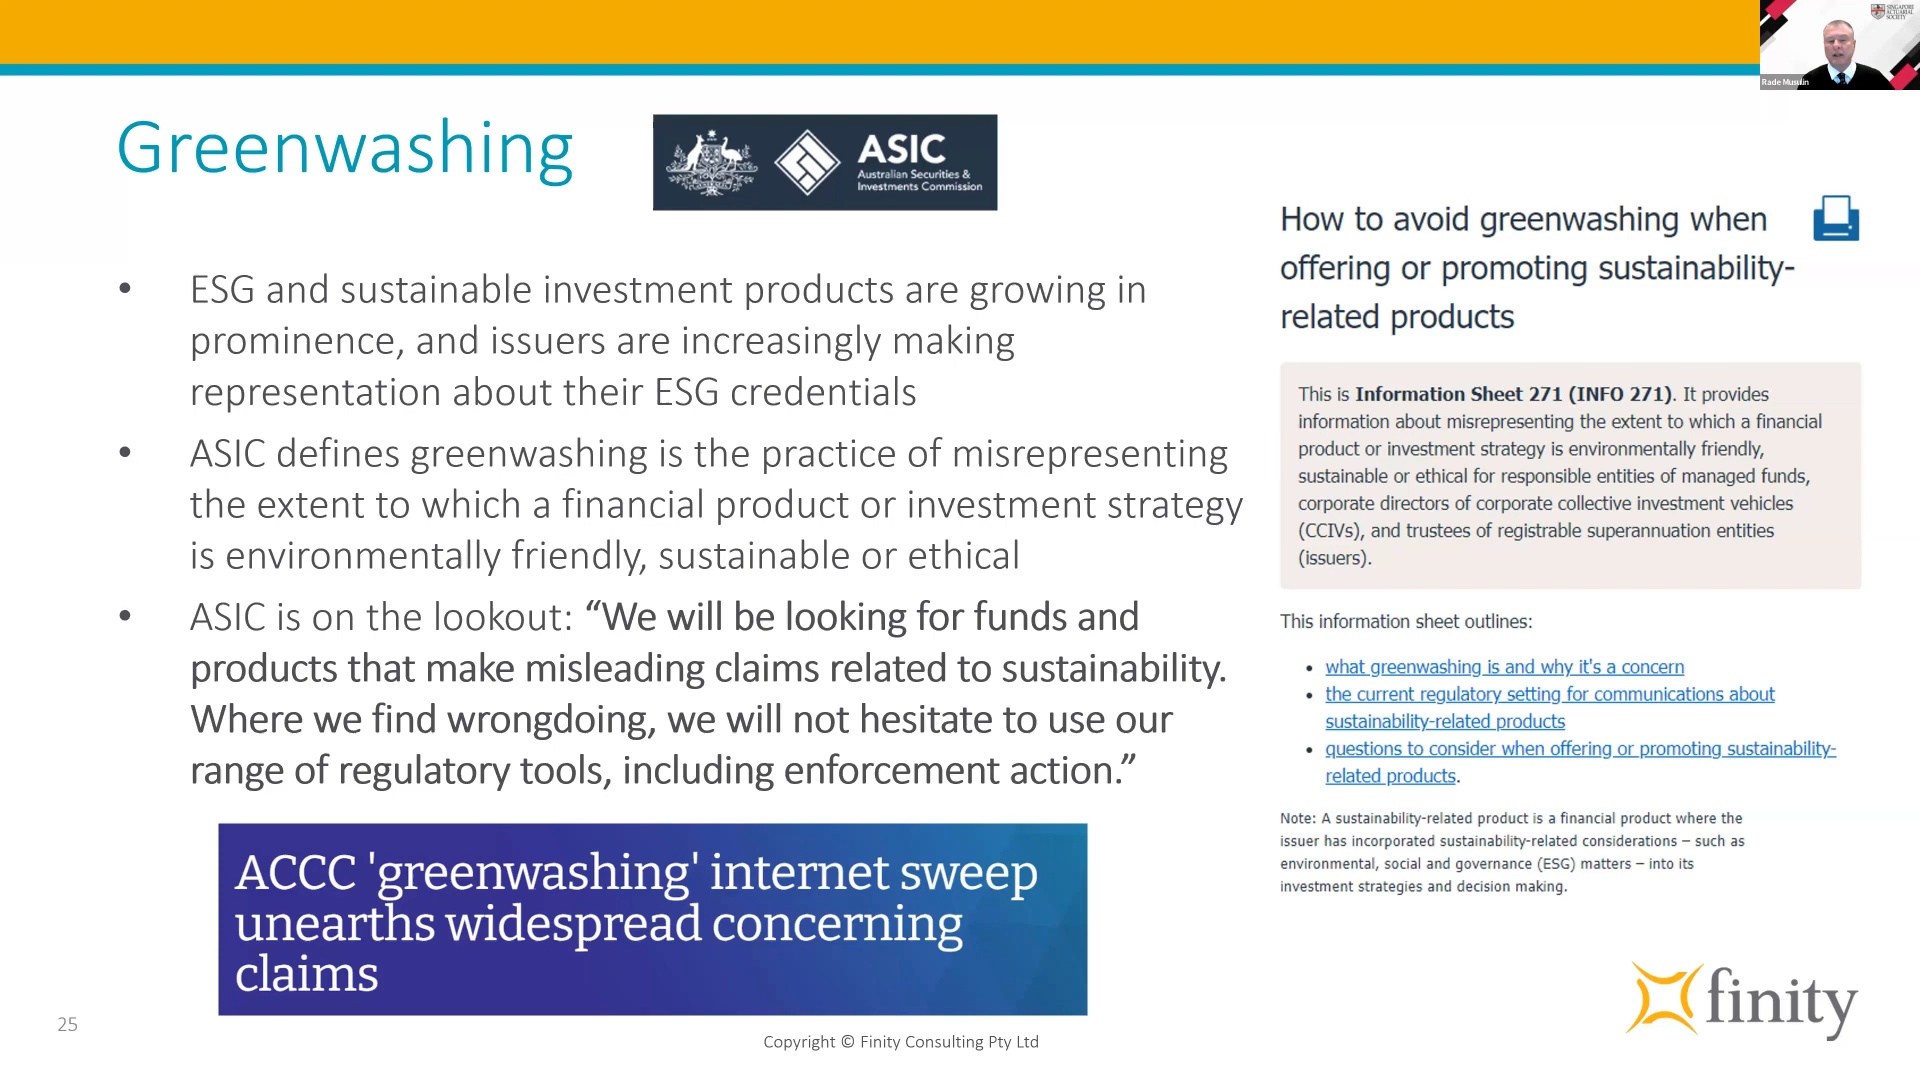 SINGAPORE
ACTUARIAL
SOCIETY
Rade Musulin
Greenwashing
ASIC
Australian Securities &
Investments Commission
• ESG and sustainable investment products are growing in
prominence, and issuers are increasingly making
representation about their ESG credentials
• ASIC defines greenwashing is the practice of misrepresenting
the extent to which a financial product or investment strategy
is environmentally friendly, sustainable or ethical
• ASIC is on the lookout: “We will be looking for funds and
products that make misleading claims related to sustainability.
Where we find wrongdoing, we will not hesitate to use our
range of regulatory tools, including enforcement action.”
ACCC 'greenwashing' internet sweep
unearths widespread concerning
claims
How to avoid greenwashing when
offering or promoting sustainability-
related products
This is Information Sheet 271 (INFO 271). It provides
information about misrepresenting the extent to which a financial
product or investment strategy is environmentally friendly,
sustainable or ethical for responsible entities of managed funds,
corporate directors of corporate collective investment vehicles
(CCIVs), and trustees of registrable superannuation entities
(issuers).
This information sheet outlines:
• what greenwashing is and why it's a concern
• the current regulatory setting for communications about
sustainability-related products
• questions to consider when offering or promoting sustainability-
related products.
Note: A sustainability-related product is a financial product where the
issuer has incorporated sustainability-related considerations – such as
environmental, social and governance (ESG) matters – into its
investment strategies and decision making.
finity
25
Copyright © Finity Consulting Pty Ltd